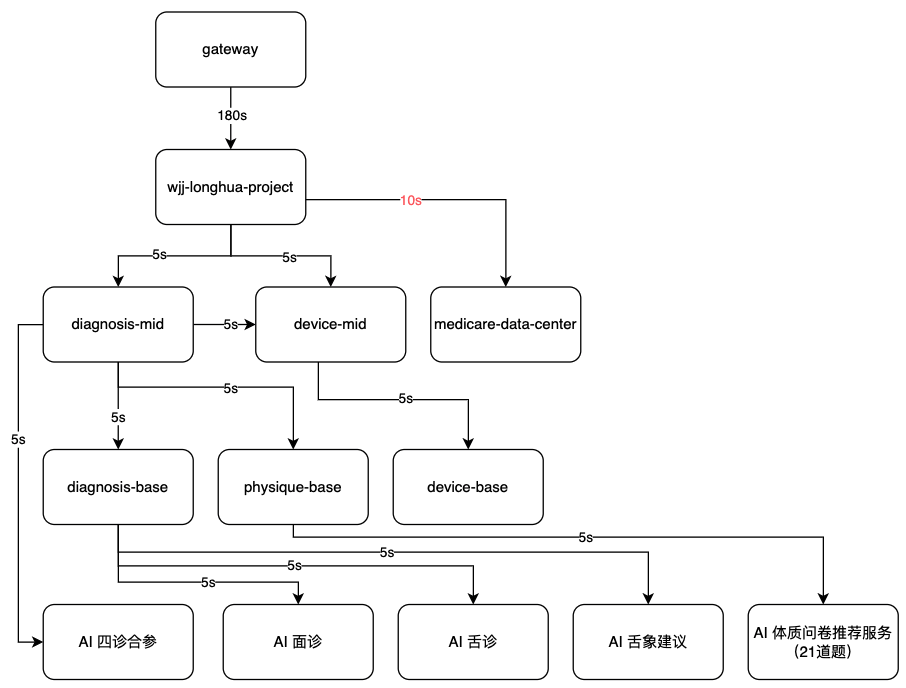 gateway
180s
wjj-longhua-project
10s
5s
5s
diagnosis-mid
5s
device-mid
medicare-data-center
5s
5s
5s
5s
diagnosis-base
physique-base
device-base
5s
5s
5s
5s
AI 四诊合参
AI 面诊
AI 舌诊
AI 舌象建议
AI 体质问卷推荐服务
（21道题）